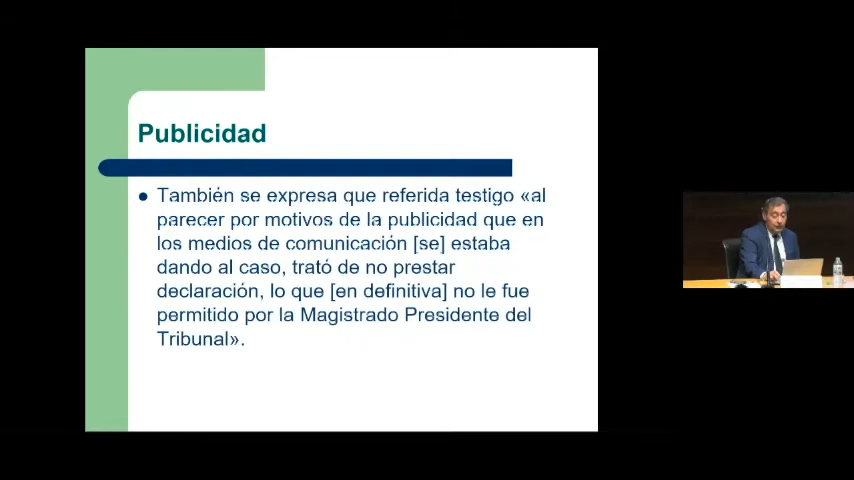 Publicidad
También se expresa que referida testigo «al
parecer por motivos de la publicidad que en
los medios de comunicación [se] estaba
dando al caso, trató de no prestar
declaración, lo que [en definitiva] no le fue
permitido por la Magistrado Presidente del
Tribunal».